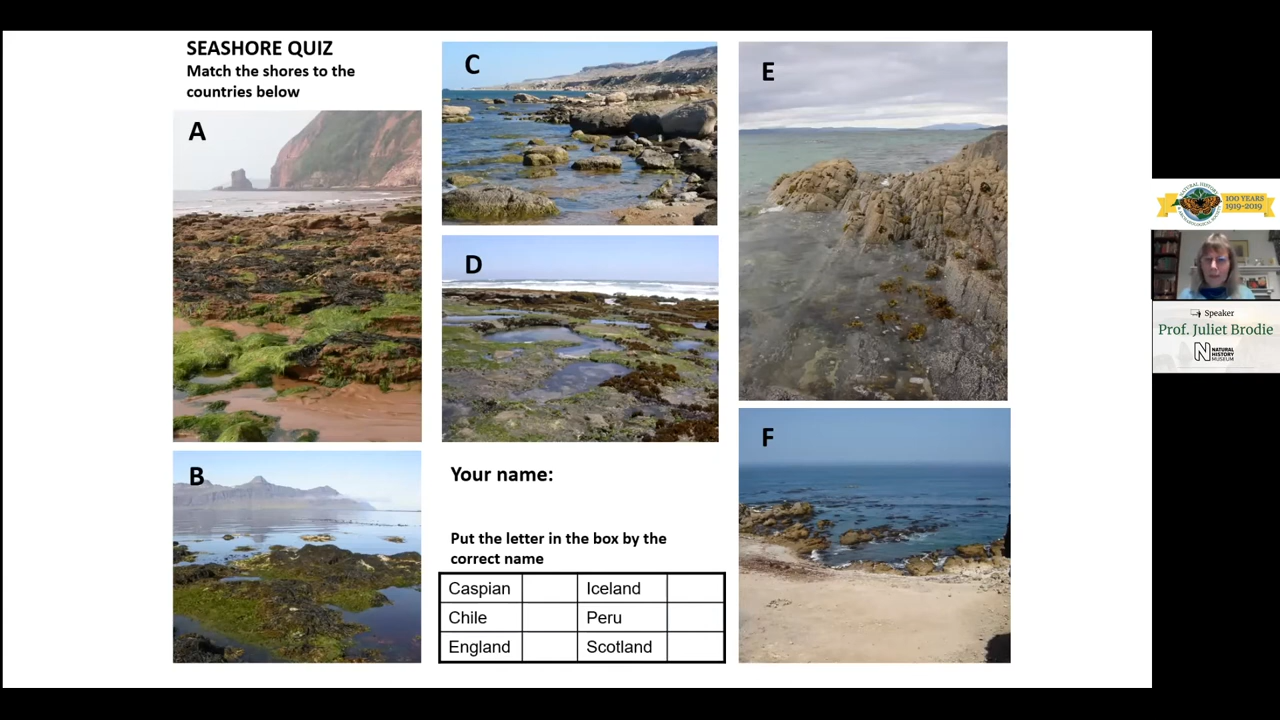 SEASHORE QUIZ
Match the shores to the
countries below
A
B
C
D
Your name:
Put the letter in the box by the
correct name
Caspian Iceland
Chile Peru
England Scotland
E
F
NATURAL HISTORY
100 YEARS
1919-2019
Speaker
Prof. Juliet Brodie
N NATURAL
HISTORY
MUSEUM